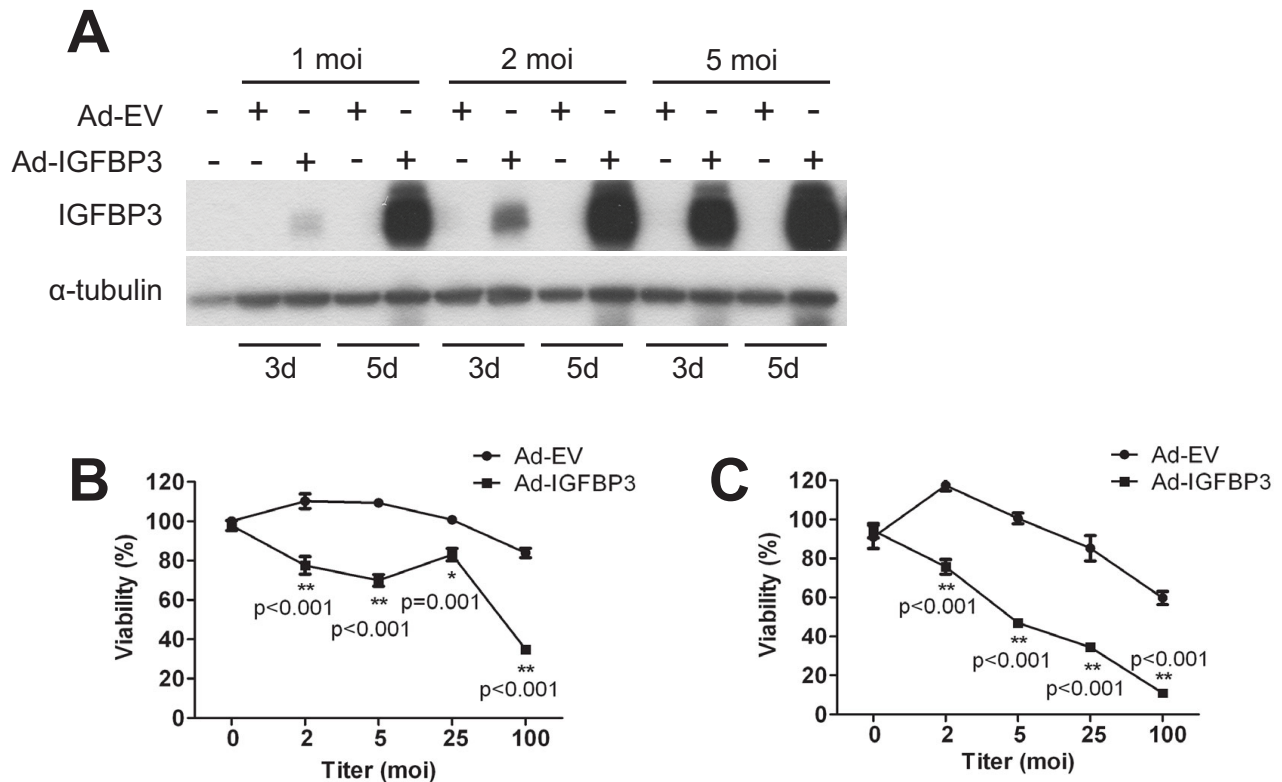 A
1 moi 2 moi 5 moi
Ad-EV - + - + - + - + - + - + -
Ad-IGFBP3 - - + - + - + - + - + - +
IGFBP3
α-tubulin
3d 5d 3d 5d 3d 5d
B
Ad-EV
Ad-IGFBP3
Viability (%)
120
100
80
60
40
20
0
**
p<0.001
**
p<0.001
*
p=0.001
**
p<0.001
0 2 5 25 100
Titer (moi)
C
Ad-EV
Ad-IGFBP3
Viability (%)
120
100
80
60
40
20
0
**
p<0.001
**
p<0.001
**
p<0.001
p<0.001
**
0 2 5 25 100
Titer (moi)